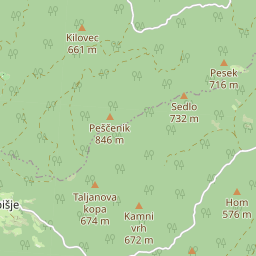 Kilovec
661 m
Pesek
716 m
Sedlo
732 m
Peščenik
846 m
Taljanova
kopa
674 m
Kamni
vrh
672 m
Hom
576 m